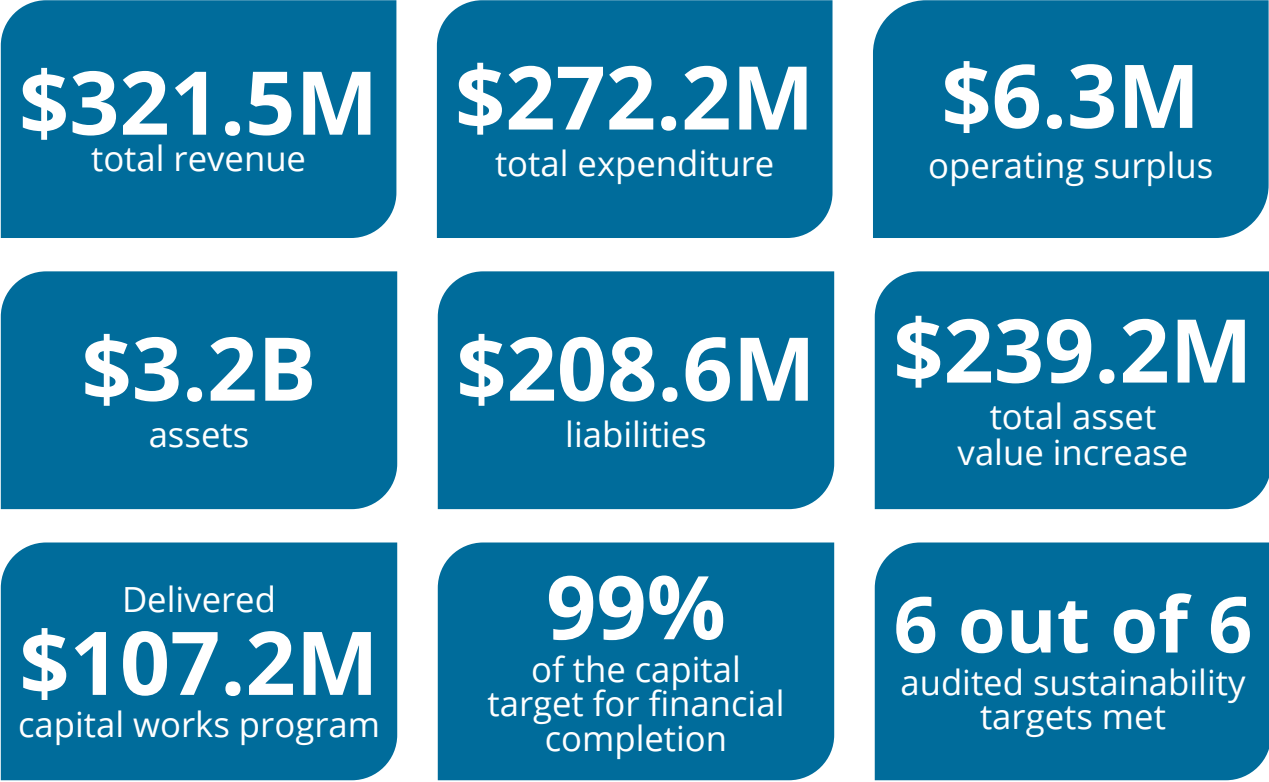 $321.5M
total revenue
$272.2M
total expenditure
$6.3M
operating surplus
$3.2B
assets
$208.6M
liabilities
$239.2M
total asset
value increase
Delivered
$107.2M
capital works program
99%
of the capital
target for financial
completion
6 out of 6
audited sustainability
targets met